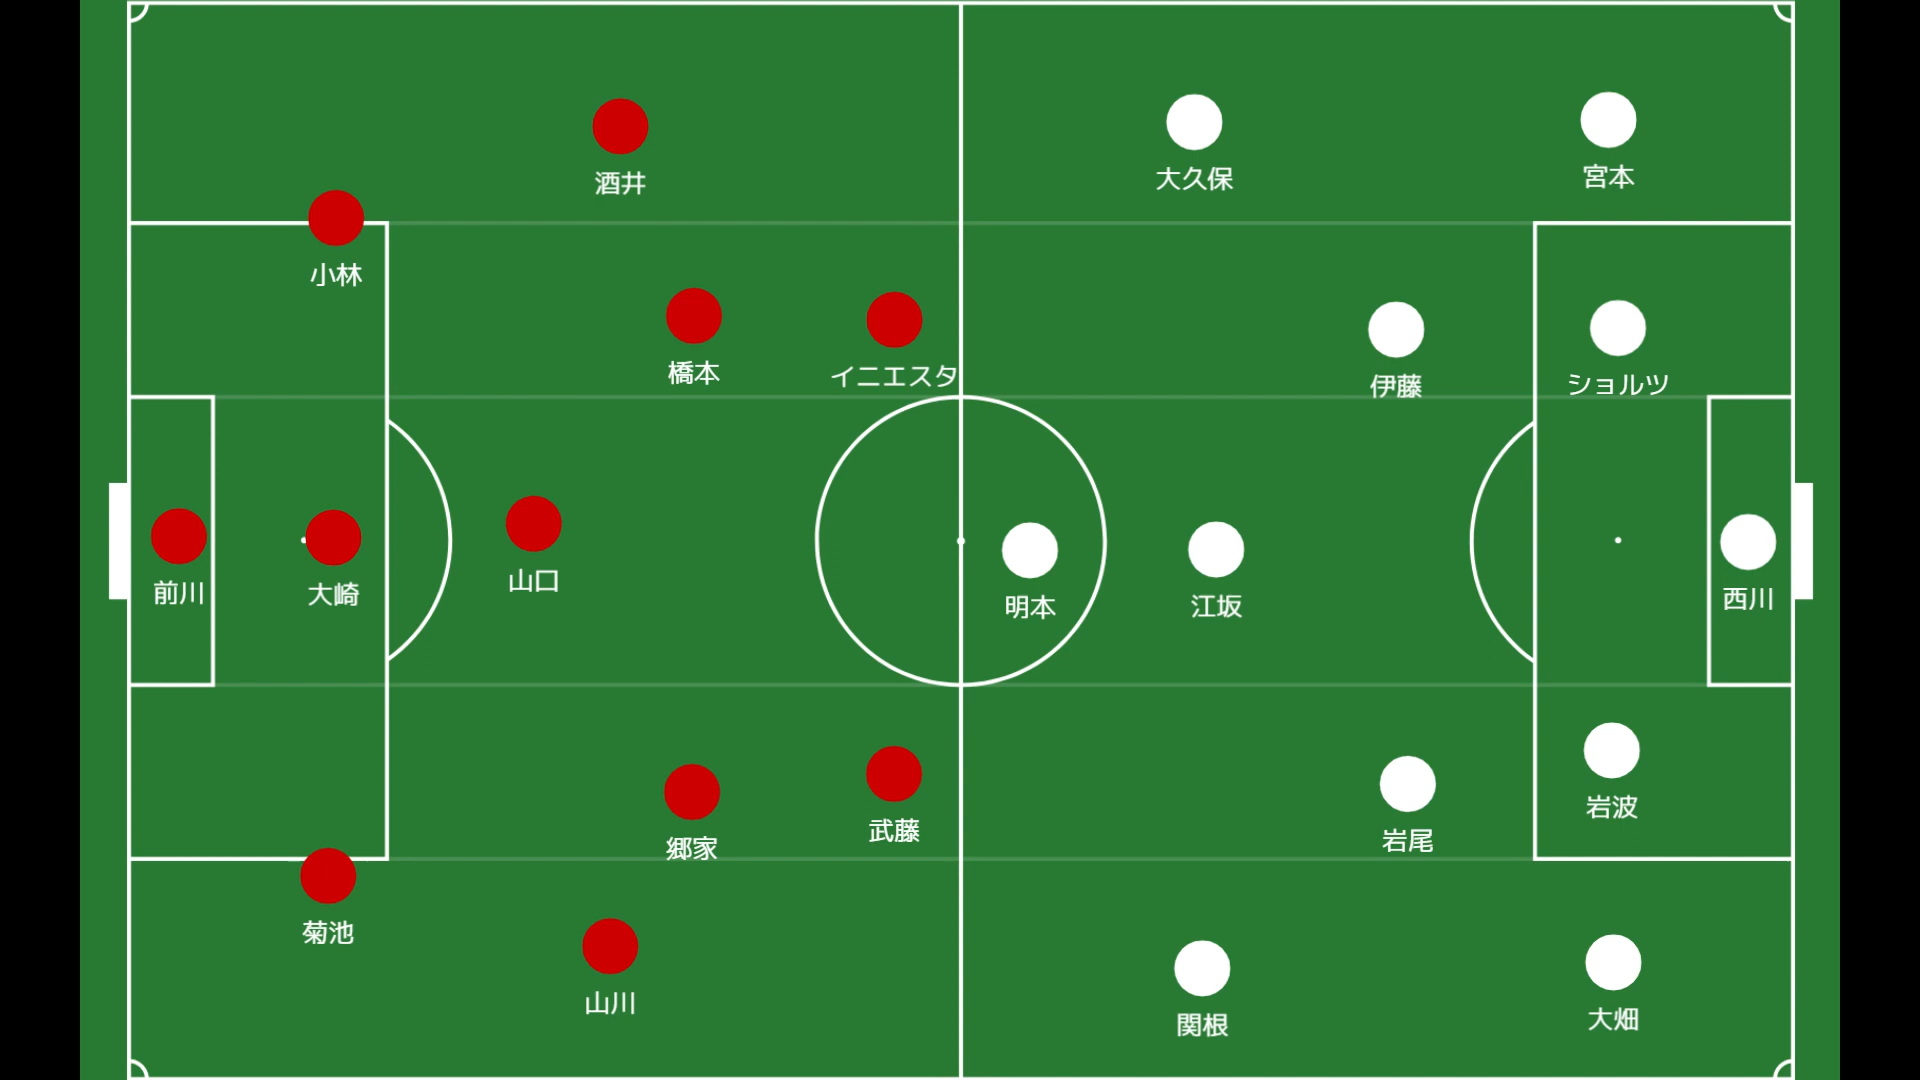 酒井
小林
橋本
イニエスタ
前川
大崎
山口
郷家
武藤
菊池
山川
大久保
宮本
伊藤
ショルツ
明本
江坂
西川
岩尾
岩波
関根
大畑